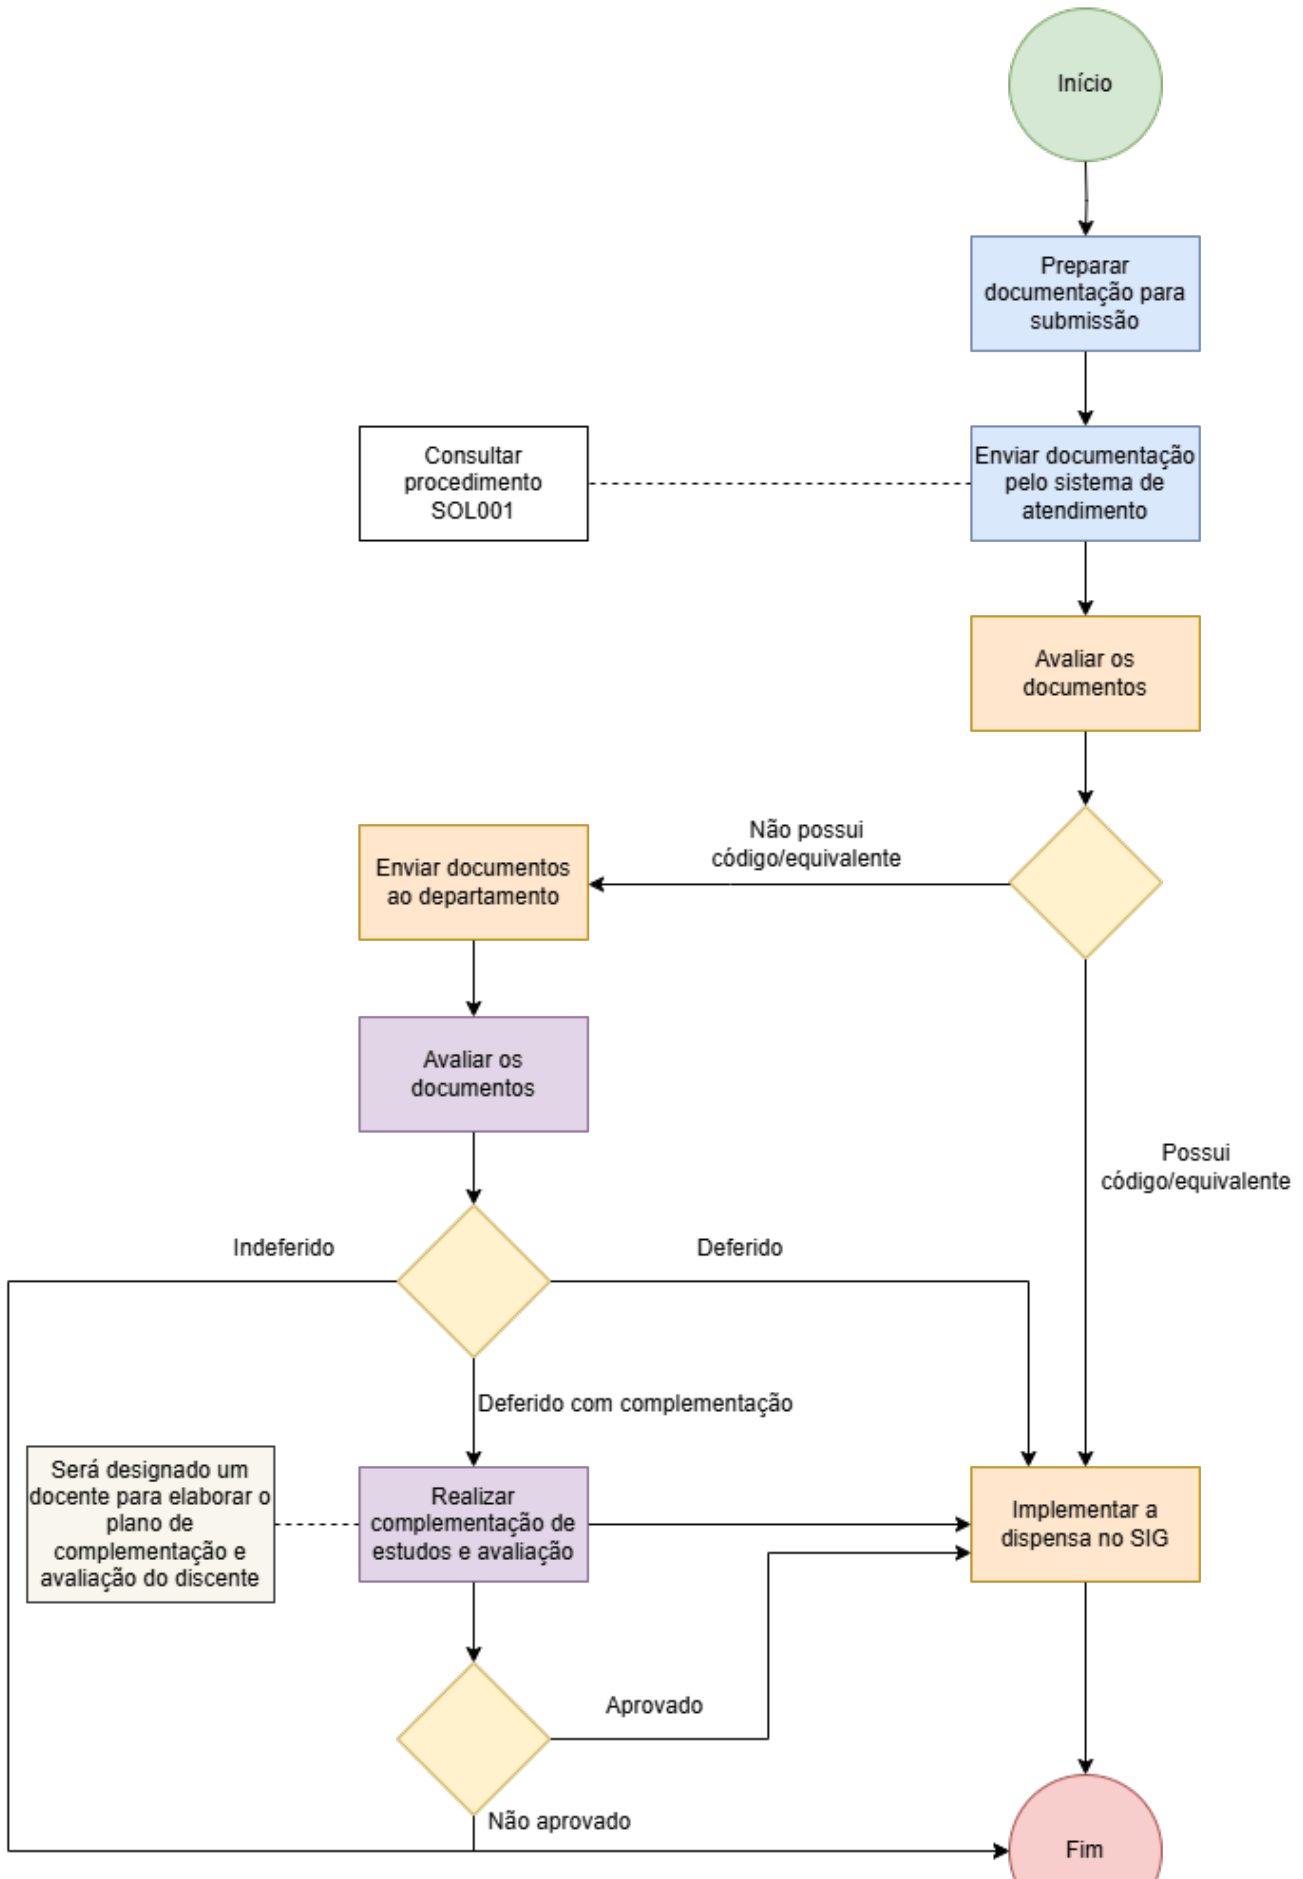 Início
Preparar
documentação para
submissão
Consultar
procedimento
SOL001
Enviar documentação
pelo sistema de
atendimento
Avaliar os
documentos
Não possui
código/equivalente
Enviar documentos
ao departamento
Avaliar os
documentos
Possui
código/equivalente
Indeferido
Deferido
Deferido com complementação
Será designado um
docente para elaborar o
plano de
complementação e
avaliação do discente
Realizar
complementação de
estudos e avaliação
Implementar a
dispensa no SIG
Aprovado
Não aprovado
Fim